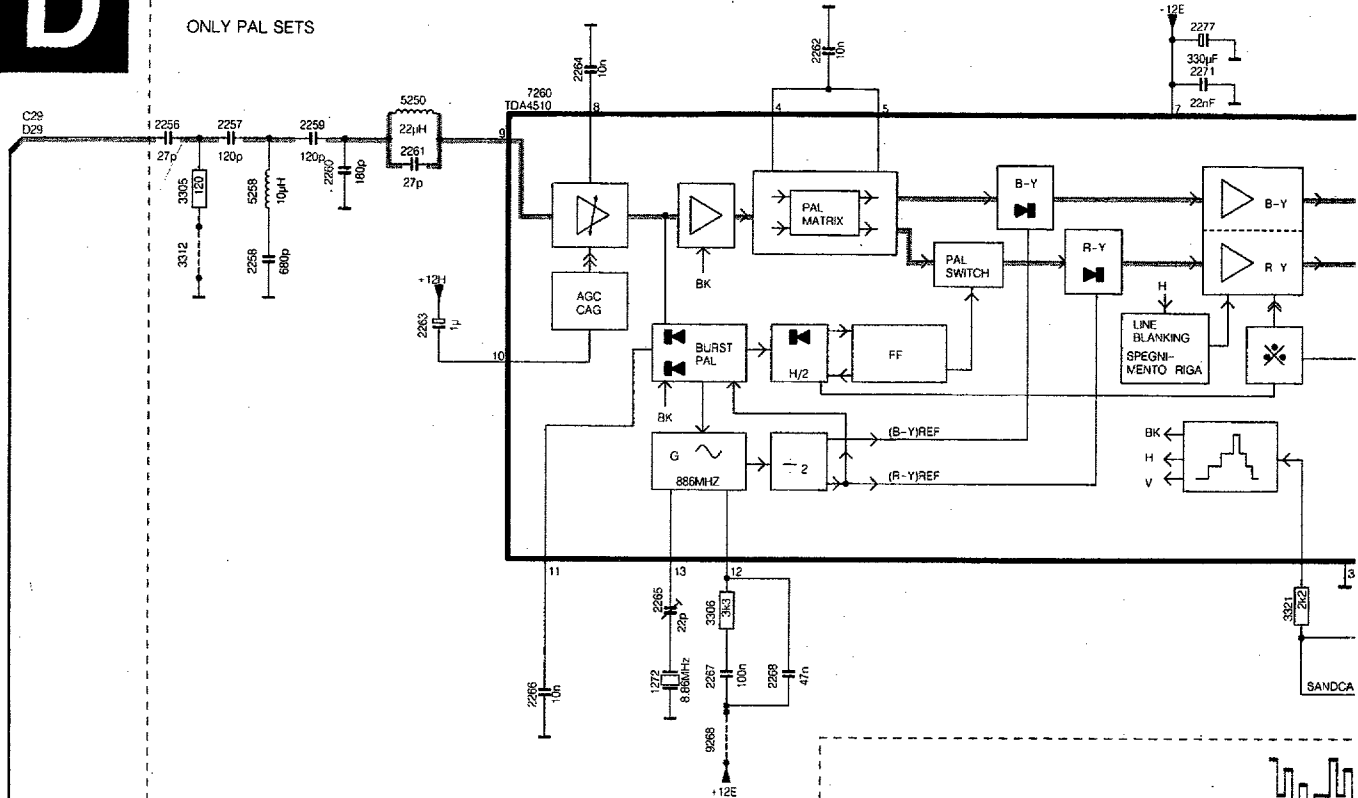 D
ONLY PAL SETS
-12E
2277
330µF
2271
22nF
7
2264
10n
2262
10n
7260
TDA4510
8
4
5
C29
D29
2256
27p
2257
120p
2259
120p
5250
22µH
2261
27p
9
3305
120
3312
5258
10µH
2258
680p
2260
180p
+12H
2263
1µ
10
AGC
CAG
BK
PAL
MATRIX
B-Y
R-Y
PAL
SWITCH
B-Y
R Y
H
LINE
BLANKING
SPEGNI-
MENTO RIGA
BURST
PAL
BK
H/2
FF
G
886MHZ
2
(B-Y)REF
(R-Y)REF
BK
H
V
11
13
12
3
2266
10n
2265
22p
1272
8.86MHz
3306
3k3
2267
100n
2268
47n
9268
+12E
3321
2k2
SANDCA